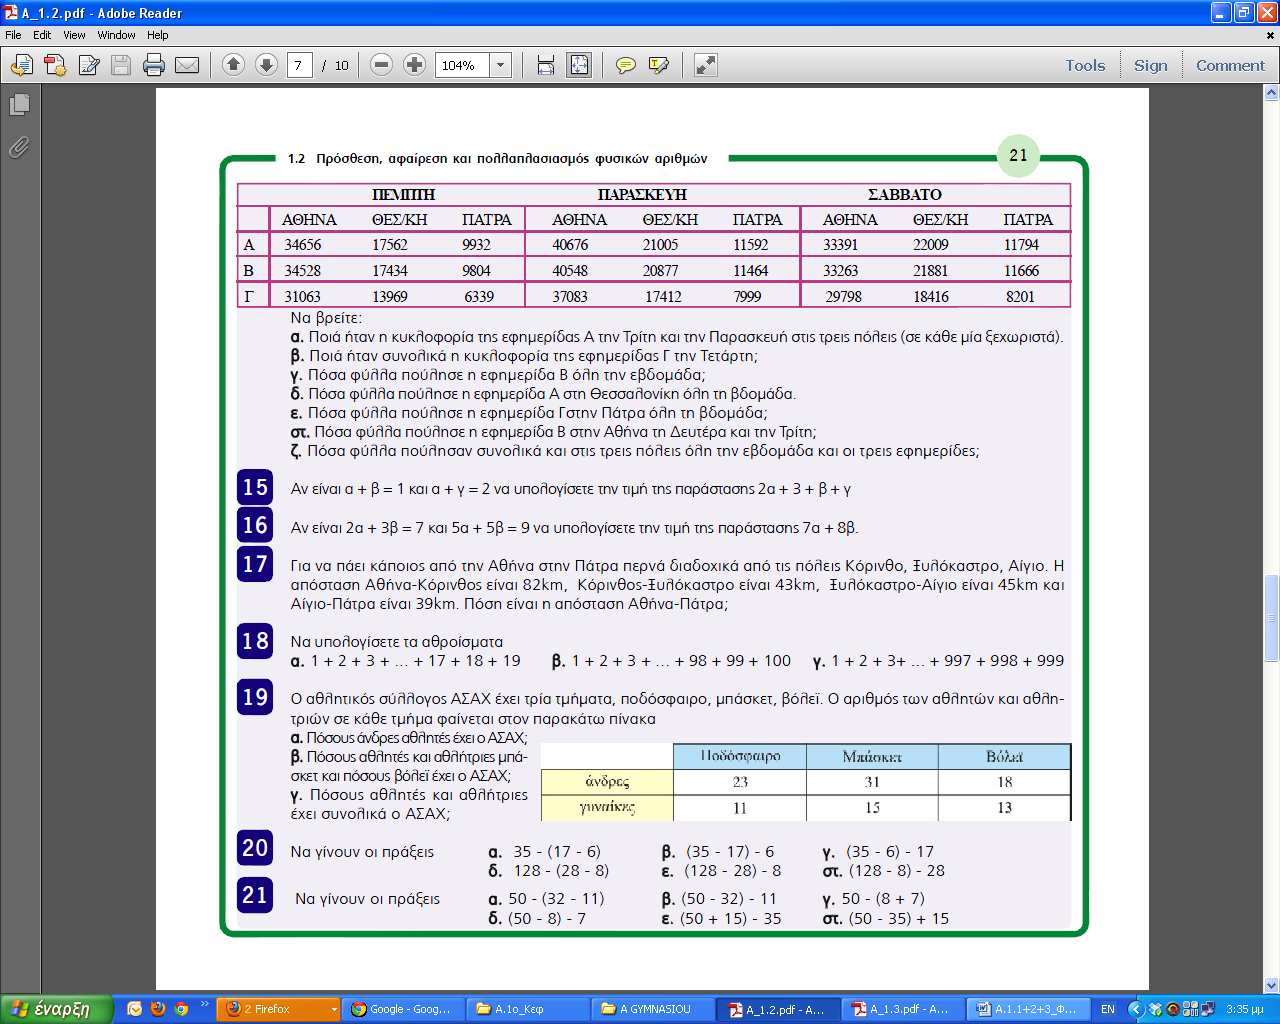 A_1.2.pdf - Adobe Reader
File Edit View Window Help
7 / 10 104% Tools Sign Comment
1.2 Πρόσθεση, αφαίρεση και πολλαπλασιασμός φυσικών αριθμών 21
ΠΕΜΠΤΗ ΠΑΡΑΣΚΕΥΗ ΣΑΒΒΑΤΟ
ΑΘΗΝΑ ΘΕΣ/ΚΗ ΠΑΤΡΑ ΑΘΗΝΑ ΘΕΣ/ΚΗ ΠΑΤΡΑ ΑΘΗΝΑ ΘΕΣ/ΚΗ ΠΑΤΡΑ
Α 34656 17562 9932 40676 21005 11592 33391 22009 11794
Β 34528 17434 9804 40548 20877 11464 33263 21881 11666
Γ 31063 13969 6339 37083 17412 7999 29798 18416 8201
Να βρείτε:
α. Ποιά ήταν η κυκλοφορία της εφημερίδας Α την Τρίτη και την Παρασκευή στις τρεις πόλεις (σε κάθε μία ξεχωριστά).
β. Ποιά ήταν συνολικά η κυκλοφορία της εφημερίδας Γ την Τετάρτη;
γ. Πόσα φύλλα πούλησε η εφημερίδα Β όλη την εβδομάδα;
δ. Πόσα φύλλα πούλησε η εφημερίδα Α στη Θεσσαλονίκη όλη τη βδομάδα.
ε. Πόσα φύλλα πούλησε η εφημερίδα Γστην Πάτρα όλη τη βδομάδα;
στ. Πόσα φύλλα πούλησε η εφημερίδα Β στην Αθήνα τη Δευτέρα και την Τρίτη;
ζ. Πόσα φύλλα πούλησαν συνολικά και στις τρεις πόλεις όλη την εβδομάδα και οι τρεις εφημερίδες;
15 Αν είναι α + β = 1 και α + γ = 2 να υπολογίσετε την τιμή της παράστασης 2α + 3 + β + γ
16 Αν είναι 2α + 3β = 7 και 5α + 5β = 9 να υπολογίσετε την τιμή της παράστασης 7α + 8β.
17 Για να πάει κάποιος από την Αθήνα στην Πάτρα περνά διαδοχικά από τις πόλεις Κόρινθο, Ξυλόκαστρο, Αίγιο. Η
απόσταση Αθήνα-Κόρινθος είναι 82km, Κόρινθος-Ξυλόκαστρο είναι 43km, Ξυλόκαστρο-Αίγιο είναι 45km και
Αίγιο-Πάτρα είναι 39km. Πόση είναι η απόσταση Αθήνα-Πάτρα;
18 Να υπολογίσετε τα αθροίσματα
α. 1 + 2 + 3 + ... + 17 + 18 + 19 β. 1 + 2 + 3 + ... + 98 + 99 + 100 γ. 1 + 2 + 3+ ... + 997 + 998 + 999
19 Ο αθλητικός σύλλογος ΑΣΑΧ έχει τρία τμήματα, ποδόσφαιρο, μπάσκετ, βόλεϊ. Ο αριθμός των αθλητών και αθλη-
τριών σε κάθε τμήμα φαίνεται στον παρακάτω πίνακα
α. Πόσους άνδρες αθλητές έχει ο ΑΣΑΧ;
β. Πόσους αθλητές και αθλήτριες μπά-
σκετ και πόσους βόλεϊ έχει ο ΑΣΑΧ;
γ. Πόσους αθλητές και αθλήτριες
έχει συνολικά ο ΑΣΑΧ;
Ποδόσφαιρο Μπάσκετ Βόλεϊ
άνδρες 23 31 18
γυναίκες 11 15 13
20 Να γίνουν οι πράξεις α. 35 - (17 - 6) β. (35 - 17) - 6 γ. (35 - 6) - 17
δ. 128 - (28 - 8) ε. (128 - 28) - 8 στ. (128 - 8) - 28
21 Να γίνουν οι πράξεις α. 50 - (32 - 11) β. (50 - 32) - 11 γ. 50 - (8 + 7)
δ. (50 - 8) - 7 ε. (50 + 15) - 35 στ. (50 - 35) + 15
έναρξη 2 Firefox Google - Goog... Α.1ο_Κεφ A GYMNASIOU A_1.2.pdf - A... A_1.3.pdf - A... Α.1.1+2+3_Φ... EN 3:35 μμ